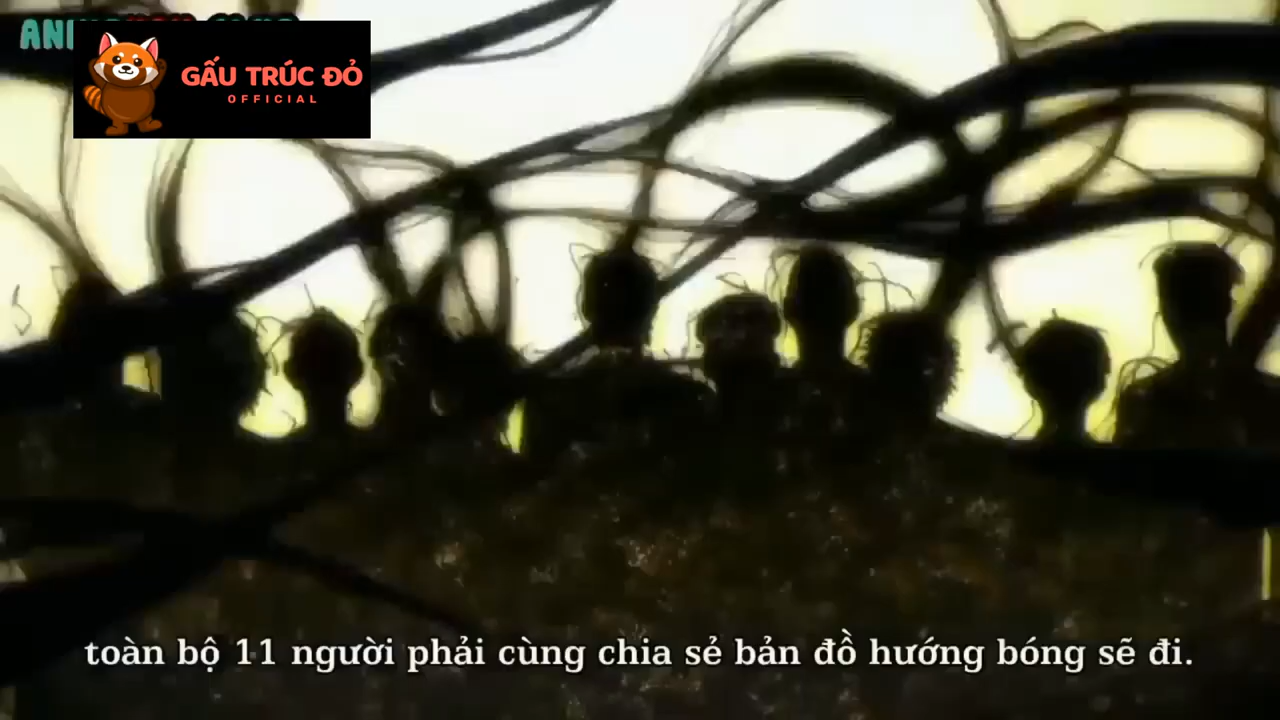 GẤU TRÚC ĐỎ
OFFICIAL
toàn bộ 11 người phải cùng chia sẻ bản đồ hướng bóng sẽ đi.